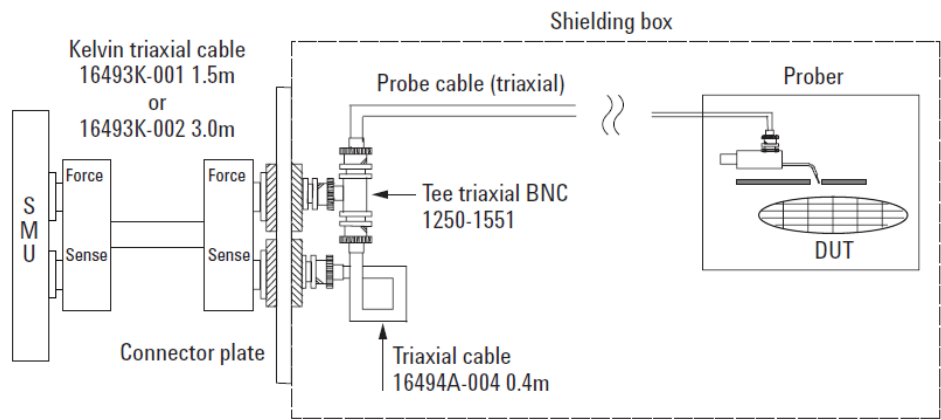 Shielding box
Kelvin triaxial cable
16493K-001 1.5m
or
16493K-002 3.0m
Probe cable (triaxial)
Prober
SMU
Force
Sense
Force
Sense
Tee triaxial BNC
1250-1551
DUT
Connector plate
Triaxial cable
16494A-004 0.4m